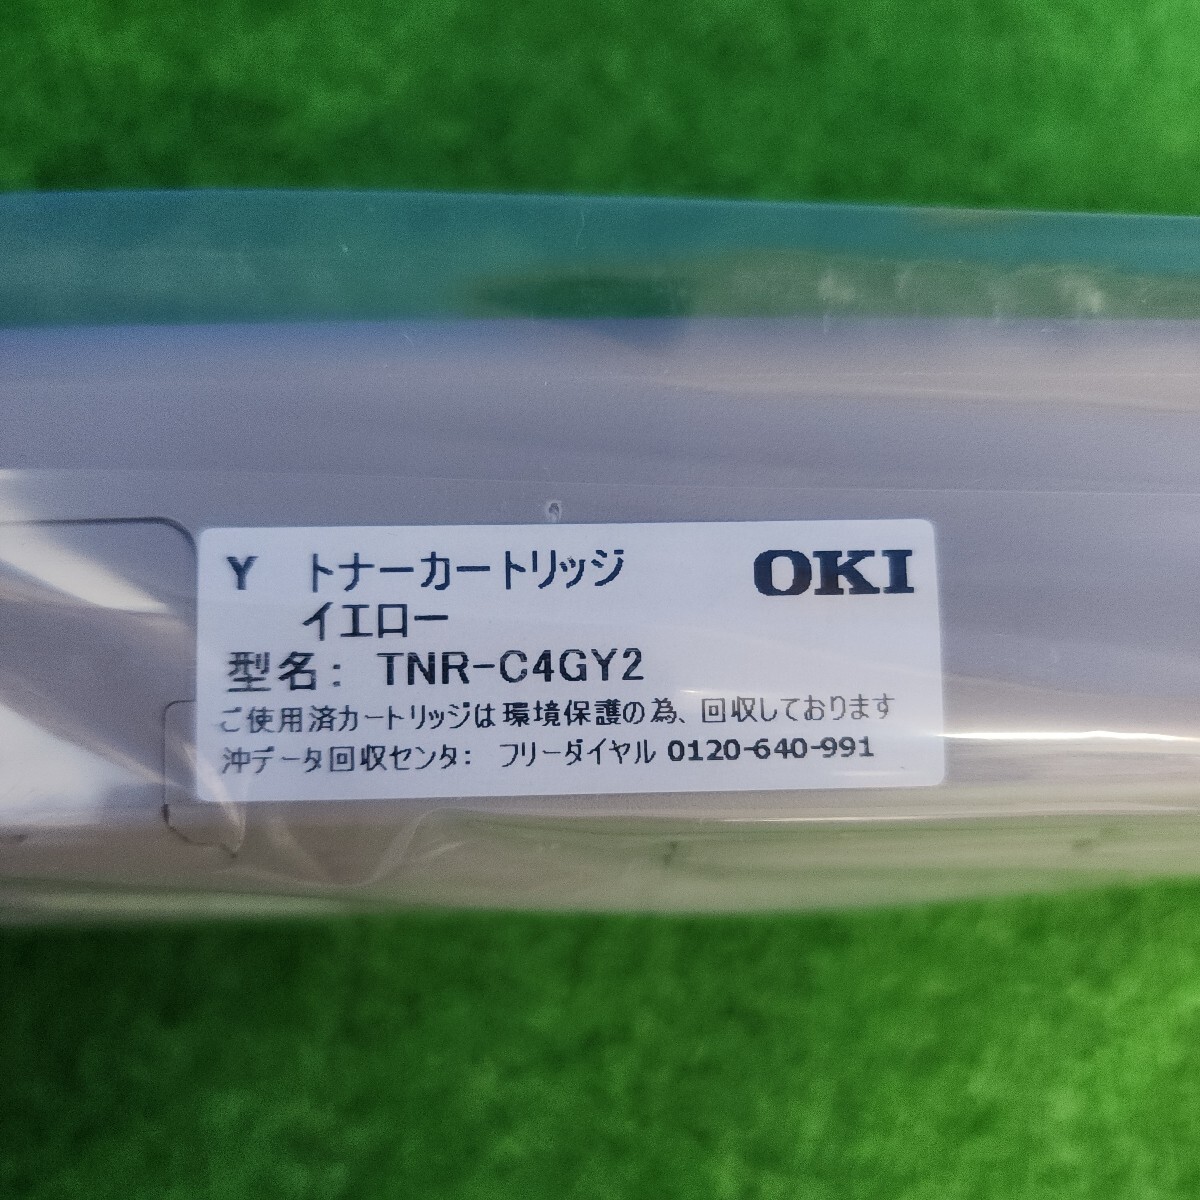 Y トナーカートリッジ OKI
イエロー
型名: TNR-C4GY2
ご使用済カートリッジは環境保護の為、回収しております
沖データ回収センタ: フリーダイヤル 0120-640-991